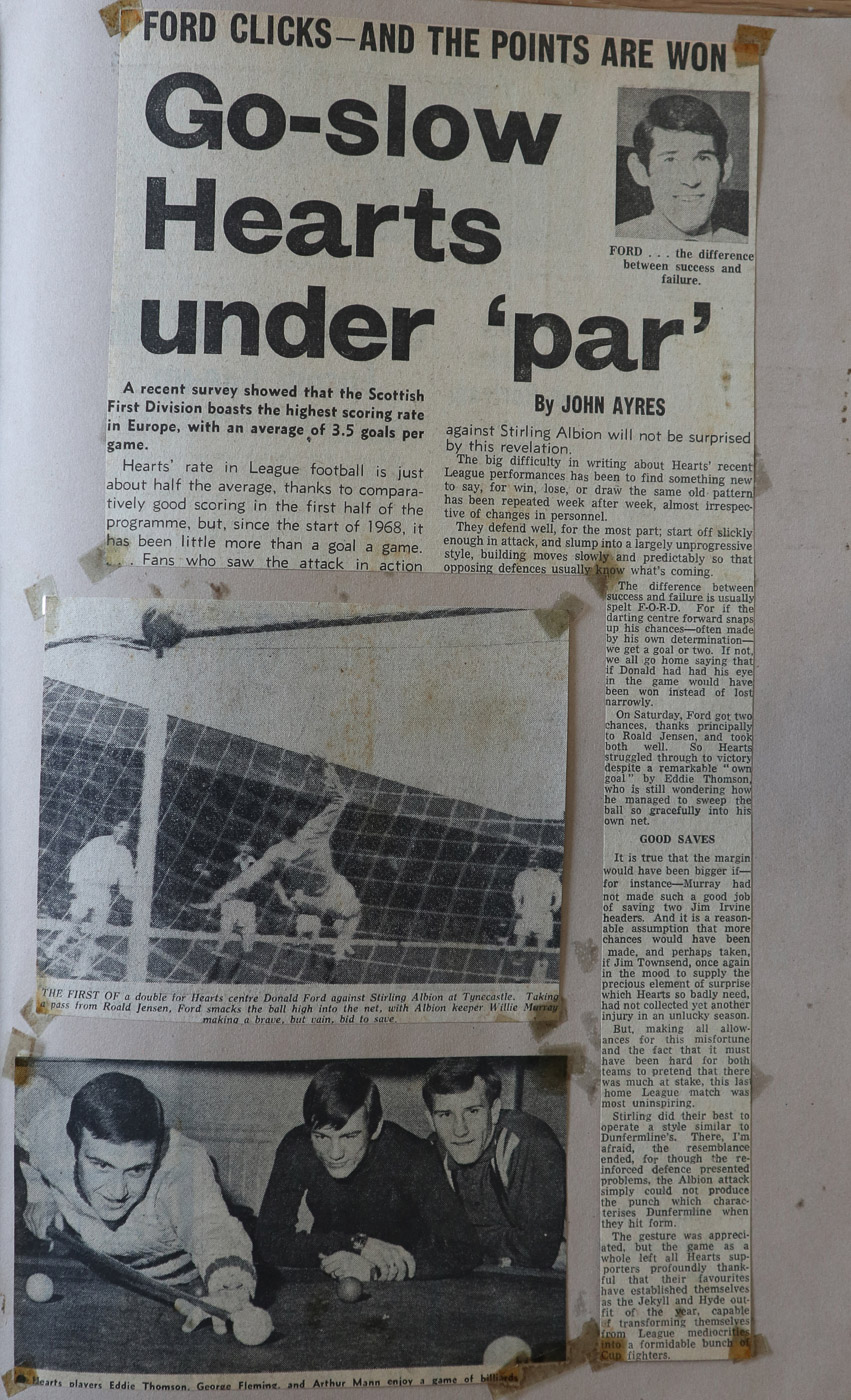 FORD CLICKS—AND THE POINTS ARE WON
Go-slow
Hearts
under ‘par’
FORD . . . the difference
between success and
failure.
By JOHN AYRES
A recent survey showed that the Scottish
First Division boasts the highest scoring rate
in Europe, with an average of 3.5 goals per
game.
Hearts’ rate in League football is just
about half the average, thanks to compara-
tively good scoring in the first half of the
programme, but, since the start of 1968, it
has been little more than a goal a game.
. . . Fans who saw the attack in action
against Stirling Albion will not be surprised
by this revelation.
The big difficulty in writing about Hearts’ recent
League performances has been to find something new
to say, for win, lose, or draw the same old pattern
has been repeated week after week, almost irrespec-
tive of changes in personnel.
They defend well, for the most part; start off slickly
enough in attack, and slump into a largely unprogressive
style, building moves slowly and predictably so that
opposing defences usually know what’s coming.
The difference between
success and failure is usually
spelt F-O-R-D. For if the
darting centre forward snaps
up his chances—often made
by his own determination—
we get a goal or two. If not,
we all go home saying that
if Donald had had his eye
in the game would have
been won instead of lost
narrowly.
On Saturday, Ford got two
chances, thanks principally
to Roald Jensen, and took
both well. So Hearts
struggled through to victory
despite a remarkable “own
goal” by Eddie Thomson,
who is still wondering how
he managed to sweep the
ball so gracefully into his
own net.
GOOD SAVES
It is true that the margin
would have been bigger if—
for instance—Murray had
not made such a good job
of saving two Jim Irvine
headers. And it is a reason-
able assumption that more
chances would have been
made, and perhaps taken,
if Jim Townsend, once again
in the mood to supply the
precious element of surprise
which Hearts so badly need,
had not collected yet another
injury in an unlucky season.
But, making all allow-
ances for this misfortune
and the fact that it must
have been hard for both
teams to pretend that there
was much at stake, this last
home League match was
most uninspiring.
Stirling did their best to
operate a style similar to
Dunfermline’s. There, I’m
afraid, the resemblance
ended, for though the re-
inforced defence presented
problems, the Albion attack
simply could not produce
the punch which charac-
terises Dunfermline when
they hit form.
The gesture was appreci-
ated, but the game as a
whole left all Hearts sup-
porters profoundly thank-
ful that their favourites
have established themselves
as the Jekyll and Hyde out-
fit of the year, capable
of transforming themselves
from League mediocrities
into a formidable bunch of
Cup fighters.
THE FIRST OF a double for Hearts centre Donald Ford against Stirling Albion at Tynecastle. Taking
a pass from Roald Jensen, Ford smacks the ball high into the net, with Albion keeper Willie Murray
making a brave, but vain, bid to save.
Hearts players Eddie Thomson, George Fleming, and Arthur Mann enjoy a game of billiards